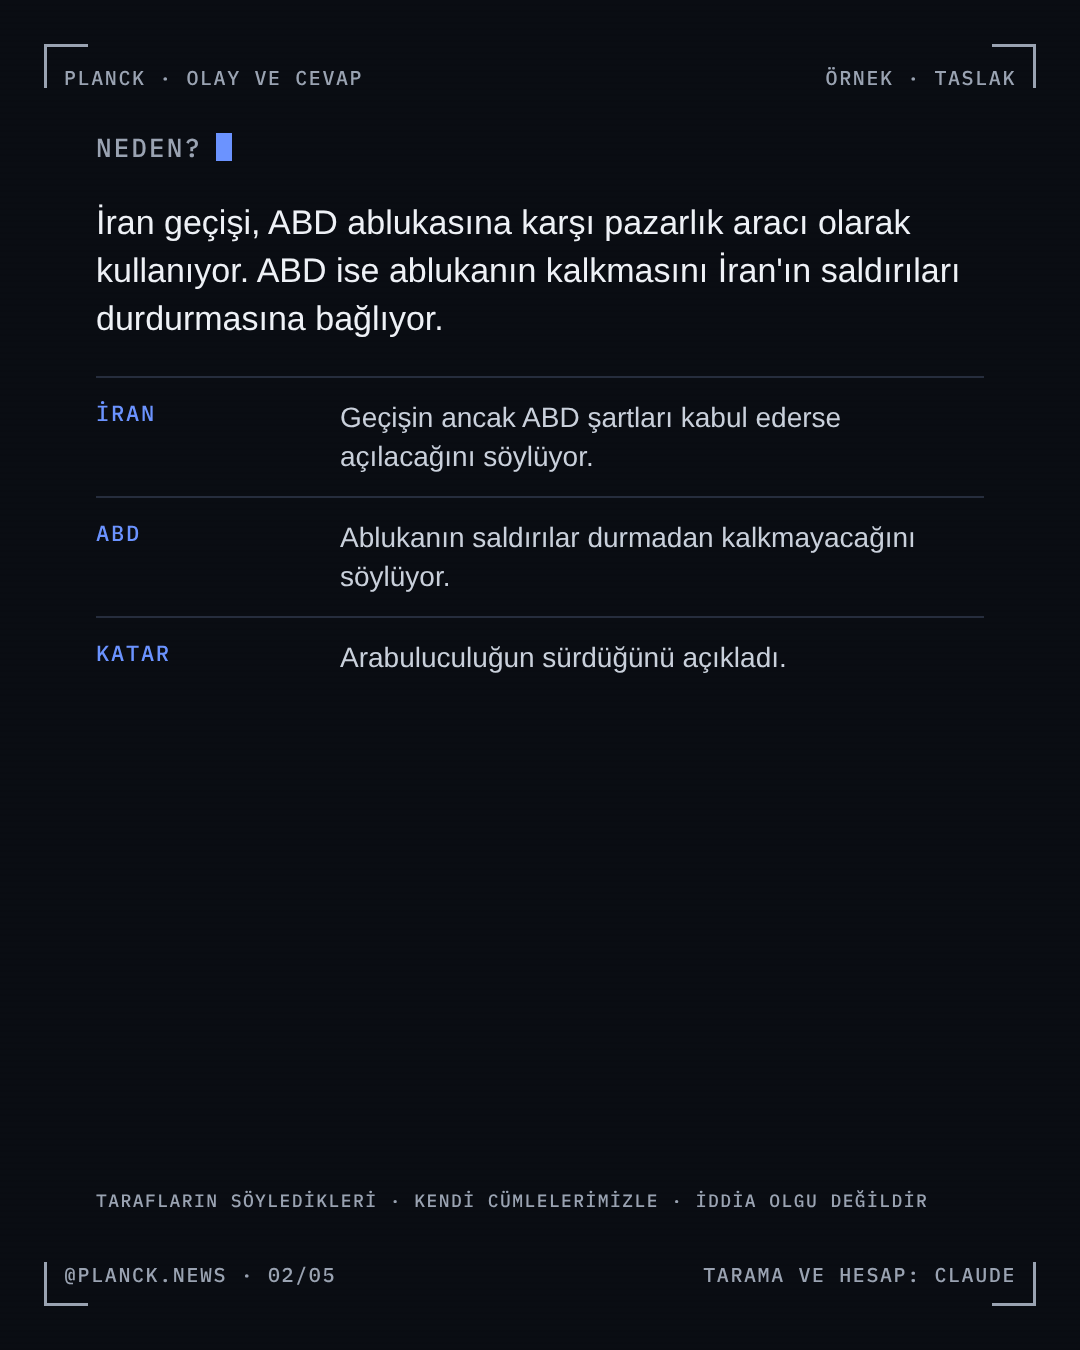 PLANCK · OLAY VE CEVAP
ÖRNEK · TASLAK
NEDEN?
İran geçişi, ABD ablukasına karşı pazarlık aracı olarak
kullanıyor. ABD ise ablukanın kalkmasını İran'ın saldırıları
durdurmasına bağlıyor.
İRAN
Geçişin ancak ABD şartları kabul ederse
açılacağını söylüyor.
ABD
Ablukanın saldırılar durmadan kalkmayacağını
söylüyor.
KATAR
Arabuluculuğun sürdüğünü açıkladı.
TARAFLARIN SÖYLEDİKLERİ · KENDİ CÜMLELERİMİZLE · İDDİA OLGU DEĞİLDİR
@PLANCK.NEWS · 02/05
TARAMA VE HESAP: CLAUDE